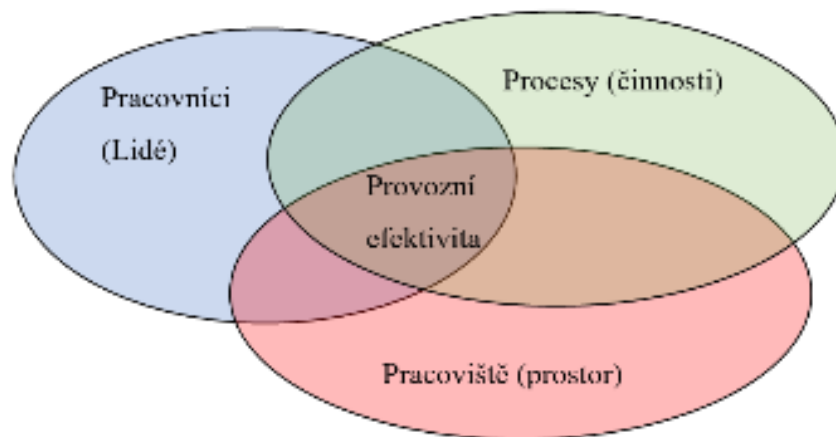 Pracovníci
(Lidé)
Procesy (činnosti)
Provozní
efektivita
Pracoviště (prostor)